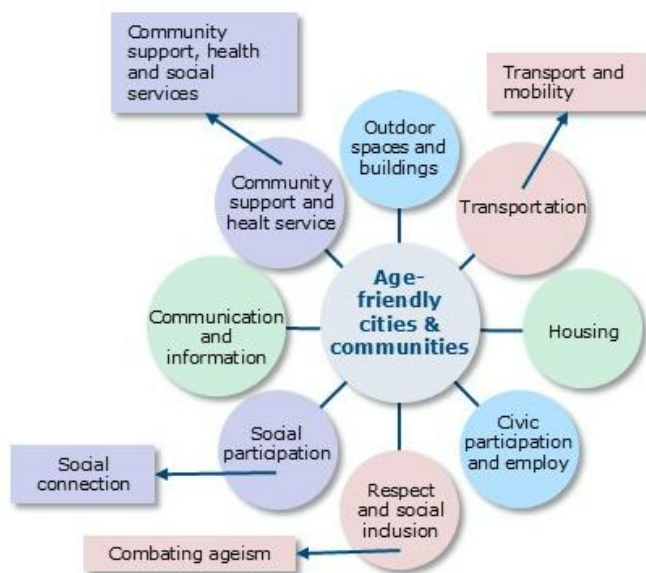 Community
support, health
and social
services
Transport and
mobility
Outdoor
spaces and
buildings
Community
support and
healt service
Transportation
Age-
friendly
cities &
communities
Communication
and
information
Housing
Social
participation
Civic
participation
and employ
Social
connection
Respect
and social
inclusion
Combating ageism